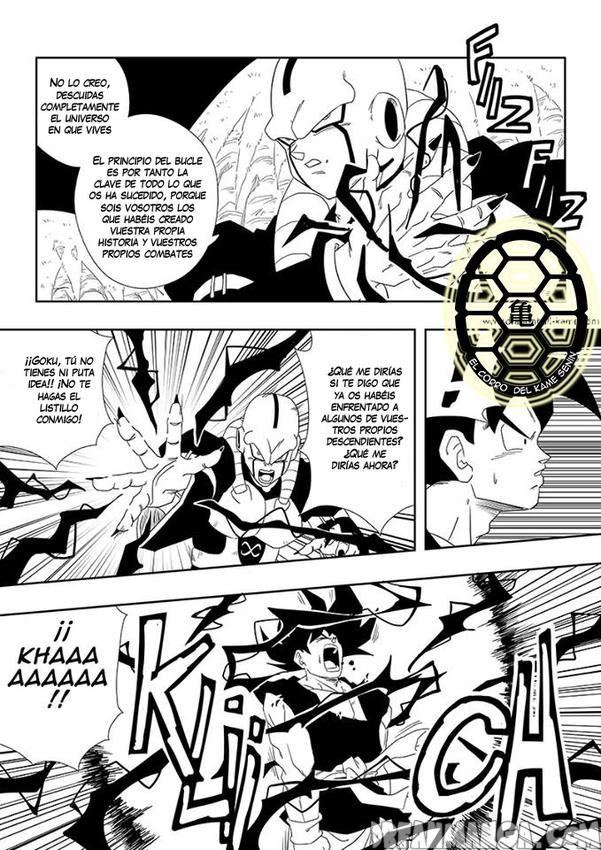 No lo creo,
descuidas
completamente
el universo
en que vives
El principio del bucle
es por tanto la
clave de todo lo que
os ha sucedido, porque
sois vosotros los
que habéis creado
vuestra propia
historia y vuestros
propios combates
FIIIZ
FIIZ
亀
EL CORRO DEL KAME SENIN
¡¡Goku, tú no
tienes ni puta
idea!! ¡No te
hagas el
listillo
conmigo!
¿Qué me dirías
si te digo que
ya os habéis
enfrentado a
algunos de vues-
tros propios
descendientes?
¿Qué me
dirías ahora?
¡¡
KHAAA
AAAAAA
!!
CH